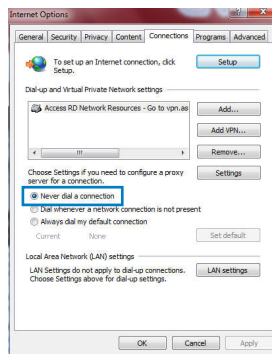 Internet Options
General Security Privacy Content Connections Programs Advanced
To set up an Internet connection, click
Setup.
Setup
Dial-up and Virtual Private Network settings
Access RD Network Resources - Go to vpn.as
Add...
Add VPN...
Remove...
Choose Settings if you need to configure a proxy
server for a connection.
Settings
Never dial a connection
Dial whenever a network connection is not present
Always dial my default connection
Current None
Set default
Local Area Network (LAN) settings
LAN Settings do not apply to dial-up connections.
Choose Settings above for dial-up settings.
LAN settings
OK Cancel Apply